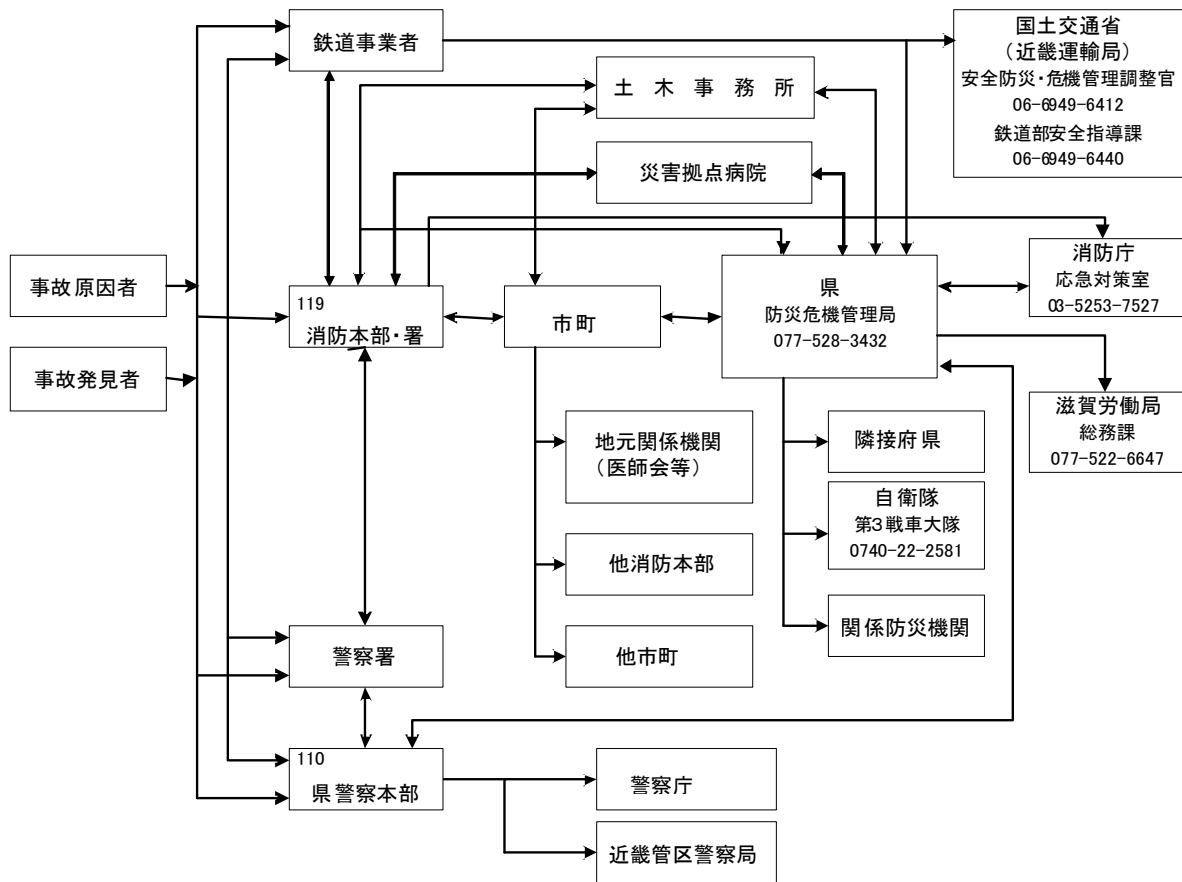 鉄道事業者
国土交通省
（近畿運輸局）
安全防災・危機管理調整官
06-6949-6412
鉄道部安全指導課
06-6949-6440
土木事務所
災害拠点病院
事故原因者
119
消防本部・署
市町
県
防災危機管理局
077-528-3432
消防庁
応急対策室
03-5253-7527
事故発見者
滋賀労働局
総務課
077-522-6647
地元関係機関
（医師会等）
隣接府県
自衛隊
第3戦車大隊
0740-22-2581
他消防本部
関係防災機関
警察署
他市町
110
県警察本部
警察庁
近畿管区警察局